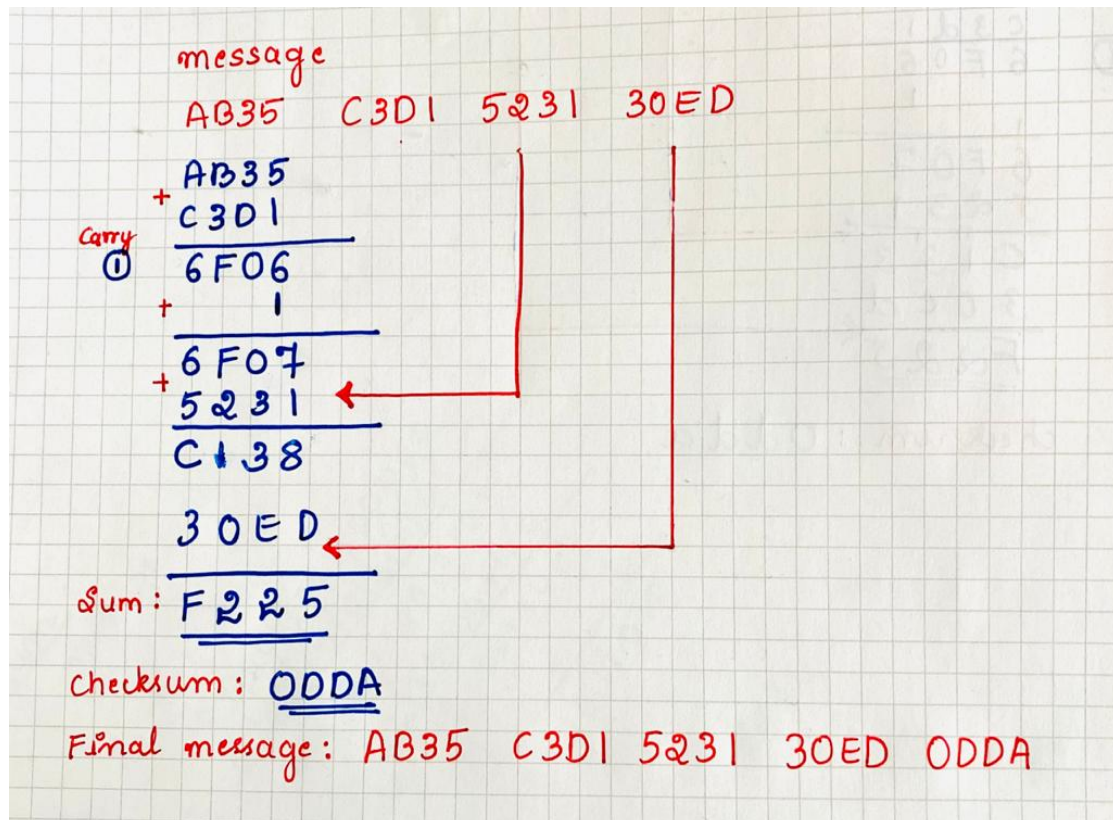 message
AB35 C3D1 5231 30ED
AB35
+
C3D1
Carry
① 6F06
+ 1
6F07
+
5231
C138
30ED
Sum: F225
Checksum: 0DDA
Final message: AB35 C3D1 5231 30ED 0DDA